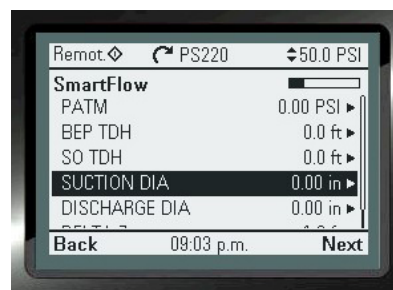 Remot. PS220 50.0 PSI
SmartFlow
PATM 0.00 PSI
BEP TDH 0.0 ft
SO TDH 0.0 ft
SUCTION DIA 0.00 in
DISCHARGE DIA 0.00 in
Back 09:03 p.m. Next